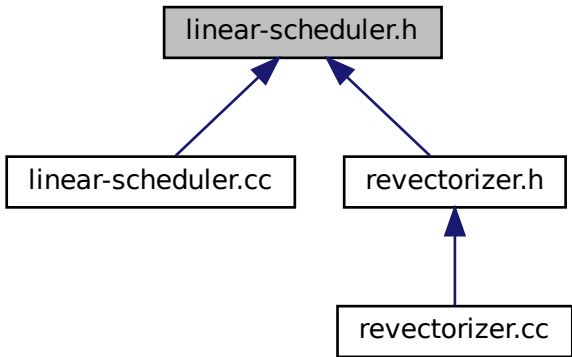 linear-scheduler.h
linear-scheduler.cc
revectorizer.h
revectorizer.cc